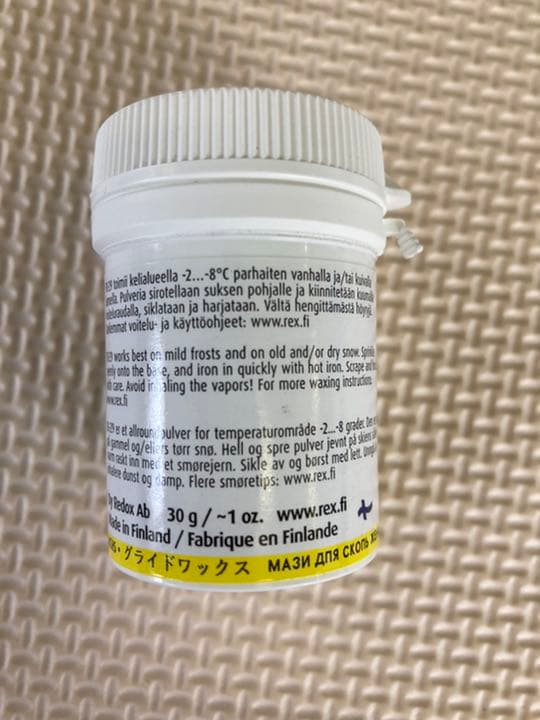 toimii kelialueella -2...-8°C parhaiten vanhalla ja/tai kuivalla
Pulveria sirotellaan suksen pohjalle ja kiinnitetään kuumalla
siklataan ja harjataan. Vältä hengittämästä höyryjä.
voitelu- ja käyttöohjeet: www.rex.fi
works best on mild frosts and on old and/or dry snow. Sprinkle
onto the base, and iron in quickly with hot iron. Scrape and
with care. Avoid inhaling the vapors! For more waxing instructions:
www.rex.fi
er et allround pulver for temperaturområde -2...-8 grader. Den
gammel og/ellers tørr snø. Hell og spre pulver jevnt på skiens
raskt inn med et smørejern. Sikle av og børst med lett.
støv og damp. Flere smøretips: www.rex.fi
by Redox Ab 30 g / ~1 oz. www.rex.fi
Made in Finland / Fabrique en Finlande
グライドワックス МАЗИ ДЛЯ СКОЛЬ